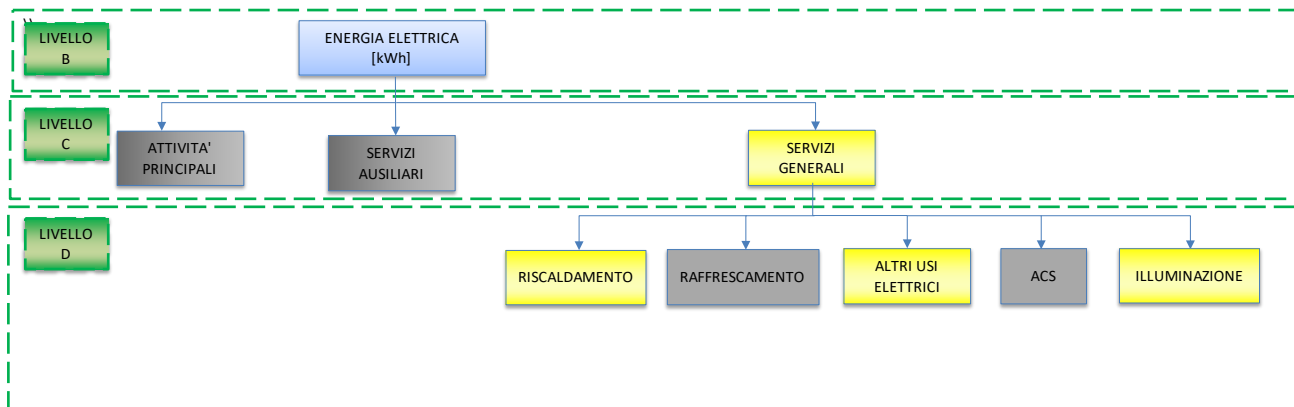 LIVELLO
B
ENERGIA ELETTRICA
[kWh]
LIVELLO
C
ATTIVITA'
PRINCIPALI
SERVIZI
AUSILIARI
SERVIZI
GENERALI
LIVELLO
D
RISCALDAMENTO
RAFFRESCAMENTO
ALTRI USI
ELETTRICI
ACS
ILLUMINAZIONE